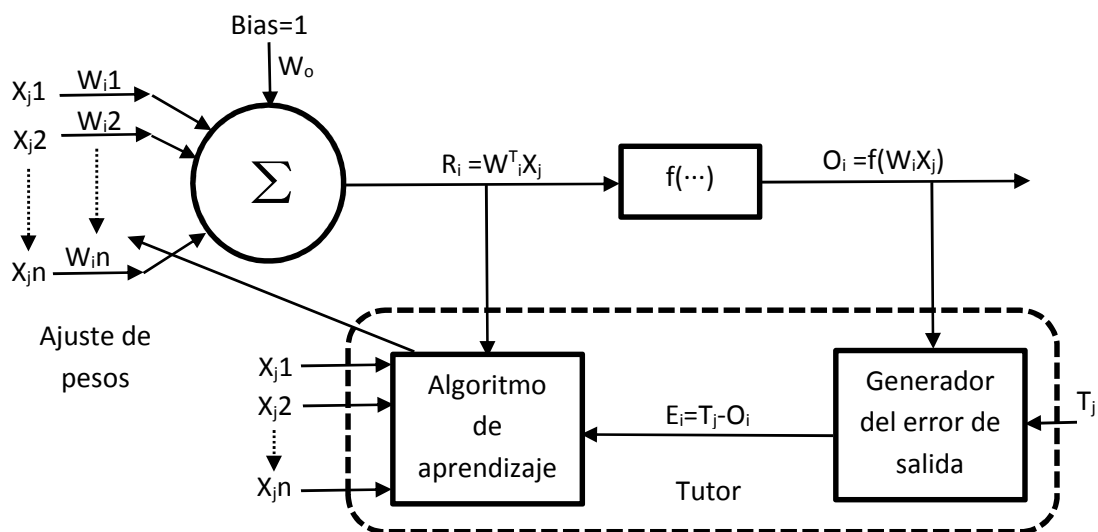 Bias=1
Wₒ
Xⱼ1
Wᵢ1
Xⱼ2
Wᵢ2
Xⱼn
Wᵢn
Σ
Rᵢ =WᵀᵢXⱼ
f(···)
Oᵢ =f(WᵢXⱼ)
Ajuste de
pesos
Xⱼ1
Xⱼ2
Xⱼn
Algoritmo
de
aprendizaje
Eᵢ=Tⱼ-Oᵢ
Generador
del error de
salida
Tⱼ
Tutor